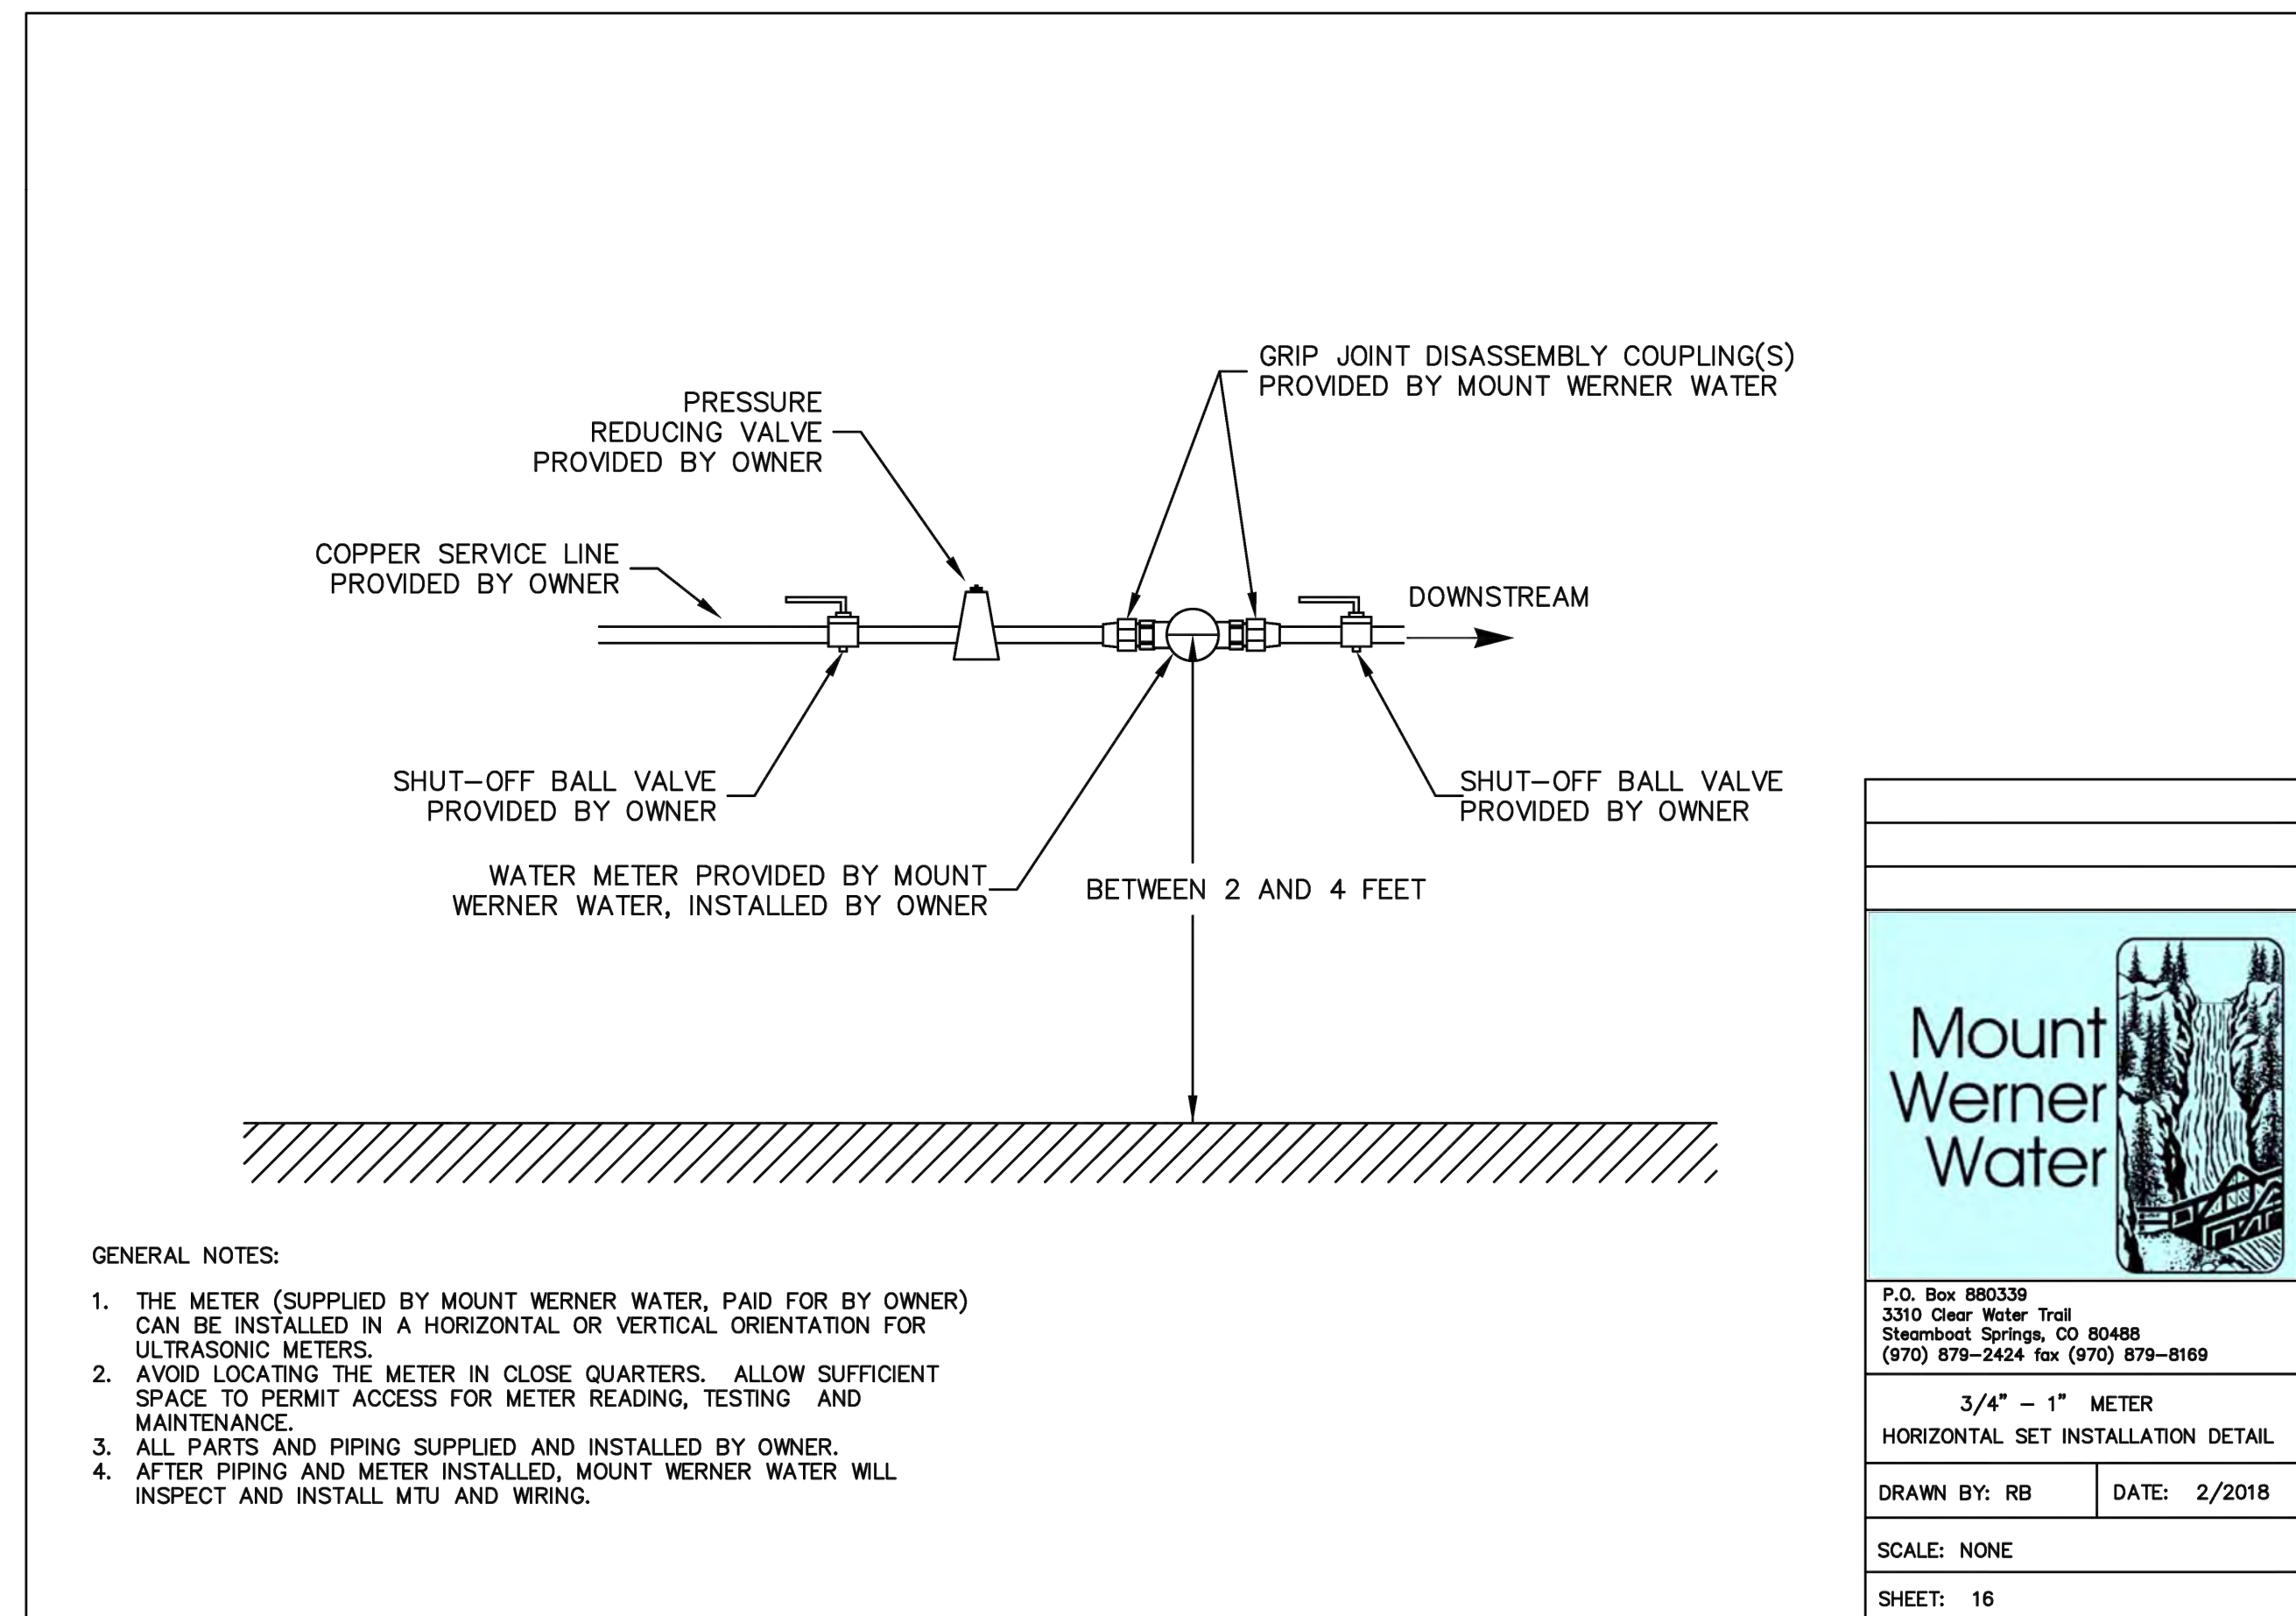 GRIP JOINT DISASSEMBLY COUPLING(S)
PROVIDED BY MOUNT WERNER WATER
PRESSURE
REDUCING VALVE
PROVIDED BY OWNER
COPPER SERVICE LINE
PROVIDED BY OWNER
DOWNSTREAM
SHUT-OFF BALL VALVE
PROVIDED BY OWNER
SHUT-OFF BALL VALVE
PROVIDED BY OWNER
WATER METER PROVIDED BY MOUNT
WERNER WATER, INSTALLED BY OWNER
BETWEEN 2 AND 4 FEET
GENERAL NOTES:
1. THE METER (SUPPLIED BY MOUNT WERNER WATER, PAID FOR BY OWNER)
CAN BE INSTALLED IN A HORIZONTAL OR VERTICAL ORIENTATION FOR
ULTRASONIC METERS.
2. AVOID LOCATING THE METER IN CLOSE QUARTERS. ALLOW SUFFICIENT
SPACE TO PERMIT ACCESS FOR METER READING, TESTING AND
MAINTENANCE.
3. ALL PARTS AND PIPING SUPPLIED AND INSTALLED BY OWNER.
4. AFTER PIPING AND METER INSTALLED, MOUNT WERNER WATER WILL
INSPECT AND INSTALL MTU AND WIRING.
Mount
Werner
Water
P.O. Box 880339
3310 Clear Water Trail
Steamboat Springs, CO 80488
(970) 879-2424 fax (970) 879-8169
3/4" - 1" METER
HORIZONTAL SET INSTALLATION DETAIL
DRAWN BY: RB
DATE: 2/2018
SCALE: NONE
SHEET: 16